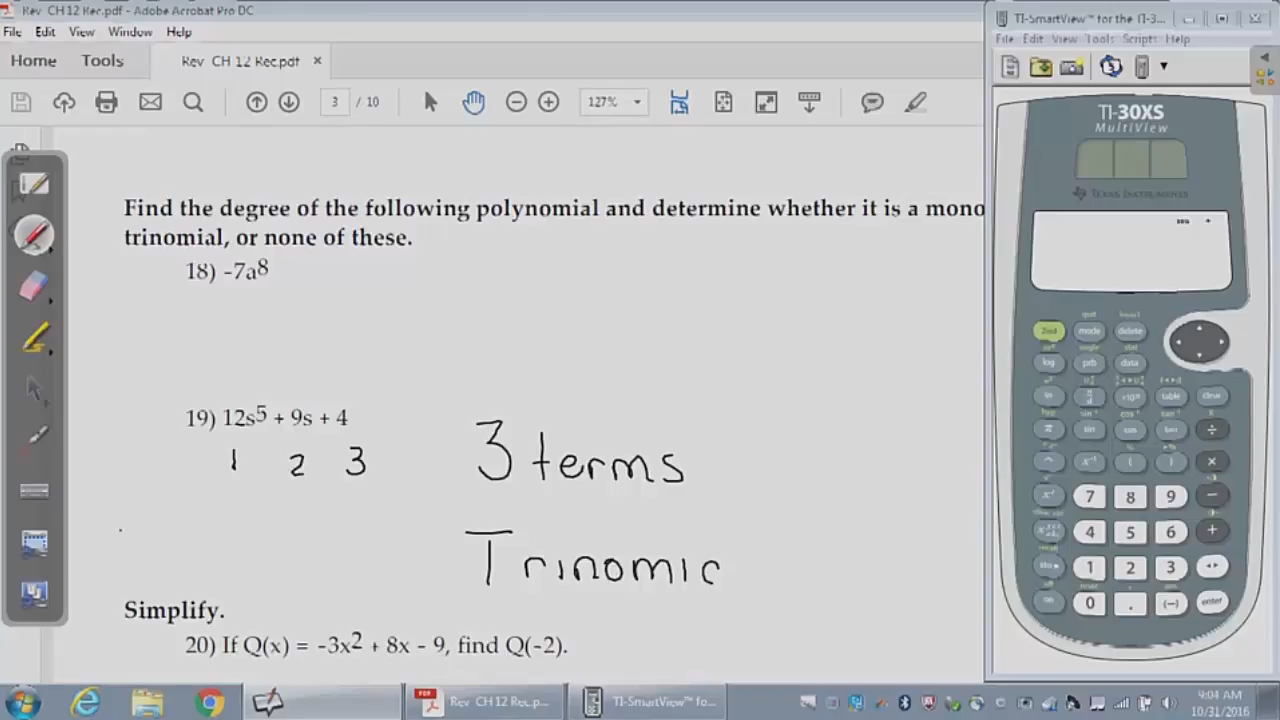 Rev CH 12 Rec.pdf - Adobe Acrobat Pro DC
File Edit View Window Help
Home Tools Rev CH 12 Rec.pdf ×
3 / 10 127%
Find the degree of the following polynomial and determine whether it is a mono
trinomial, or none of these.
18) -7a8
19) 12s5 + 9s + 4
1 2 3
3 terms
Trinomic
Simplify.
20) If Q(x) = -3x2 + 8x - 9, find Q(-2).
TI-SmartView™ for the TI-3...
File Edit View Tools Scripts Help
TI-30XS
MultiView
TEXAS INSTRUMENTS
2nd mode delete
log prb data
ln table clear
π sin cos tan ÷
^ x⁻¹ ( ) ×
7 8 9 −
4 5 6 +
sto 1 2 3
on 0 . (−) enter
Rev CH 12 Rec.p... TI-SmartView™ for...
9:04 AM
10/31/2016